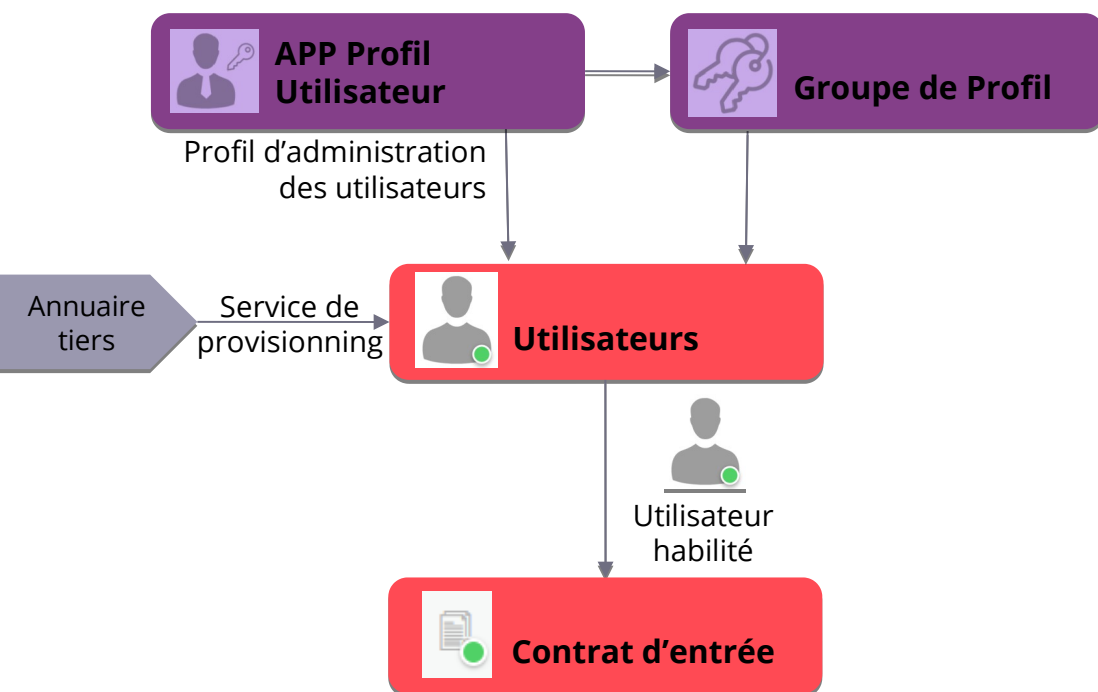 APP Profil
Utilisateur
Groupe de Profil
Profil d’administration
des utilisateurs
Annuaire
tiers
Service de
provisionning
Utilisateurs
Utilisateur
habilité
Contrat d’entrée